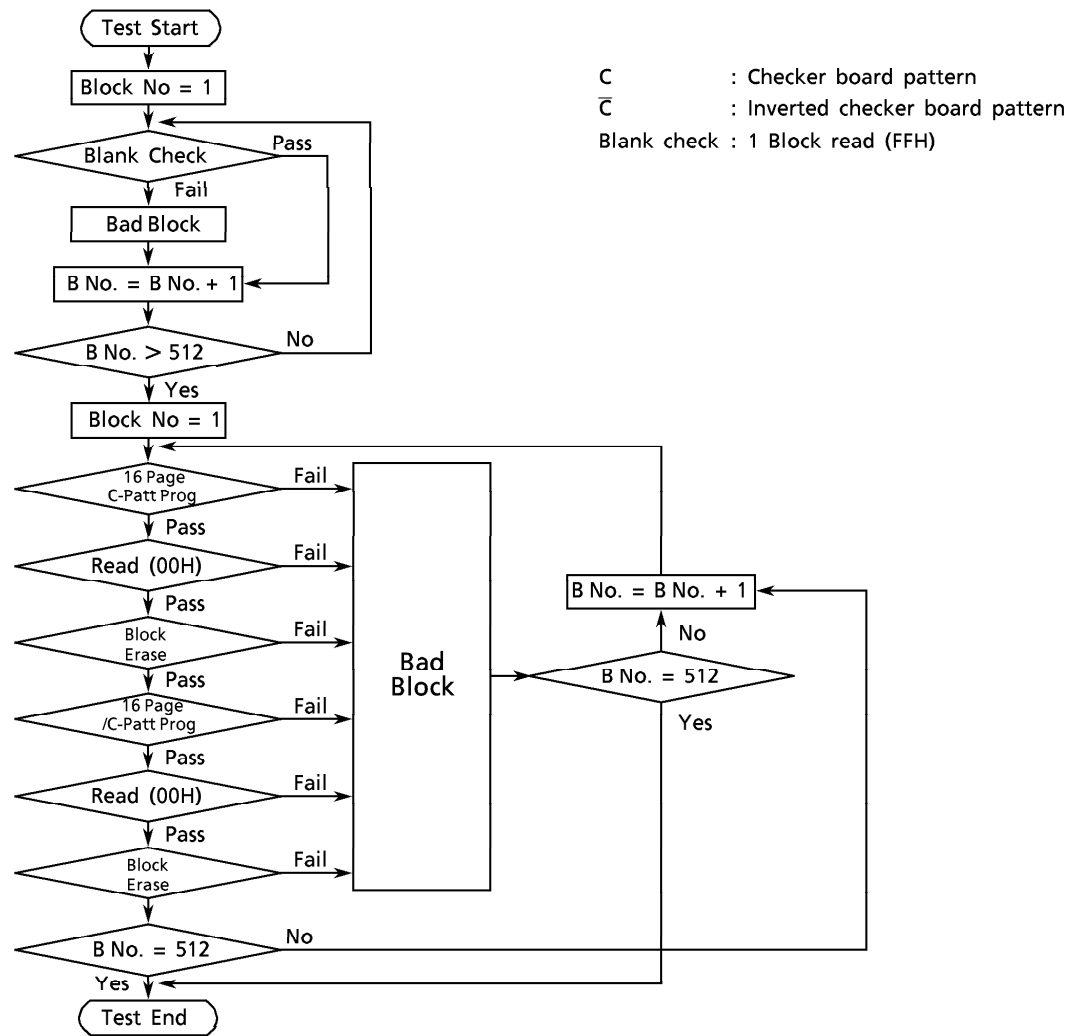 Test Start
Block No = 1
C : Checker board pattern
C̅ : Inverted checker board pattern
Blank check : 1 Block read (FFH)
Blank Check
Pass
Fail
Bad Block
B No. = B No. + 1
B No. > 512
No
Yes
Block No = 1
16 Page
C-Patt Prog
Fail
Pass
Read (00H)
Fail
Pass
Block
Erase
Fail
Pass
16 Page
/C-Patt Prog
Fail
Pass
Read (00H)
Fail
Pass
Block
Erase
Fail
Bad
Block
B No. = B No. + 1
No
B No. = 512
Yes
B No. = 512
No
Yes
Test End